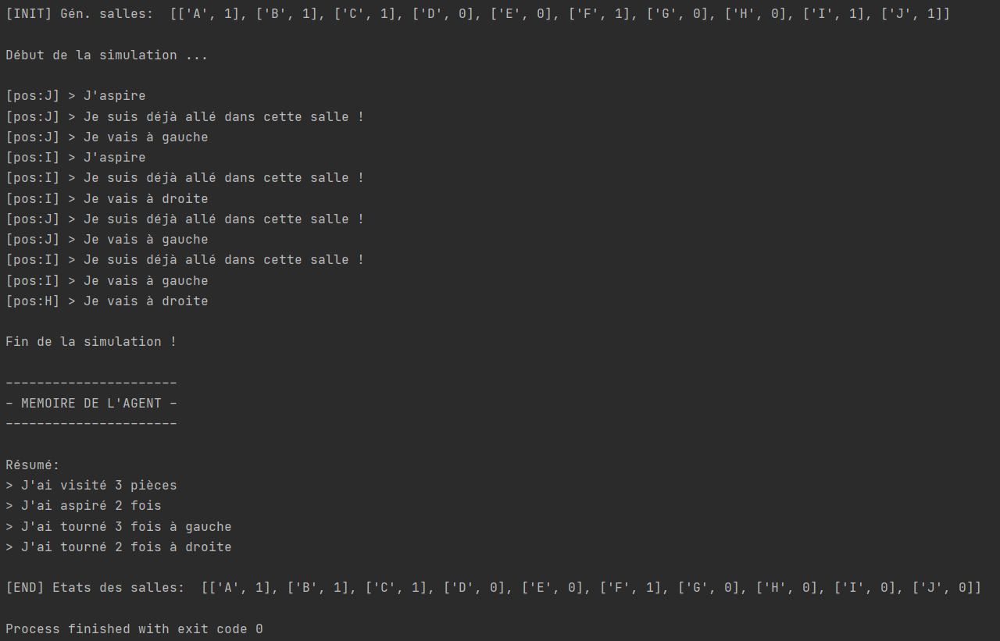 [INIT] Gén. salles:  [['A', 1], ['B', 1], ['C', 1], ['D', 0], ['E', 0], ['F', 1], ['G', 0], ['H', 0], ['I', 1], ['J', 1]]
Début de la simulation ...
[pos:J] > J'aspire
[pos:J] > Je suis déjà allé dans cette salle !
[pos:J] > Je vais à gauche
[pos:I] > J'aspire
[pos:I] > Je suis déjà allé dans cette salle !
[pos:I] > Je vais à droite
[pos:J] > Je suis déjà allé dans cette salle !
[pos:J] > Je vais à gauche
[pos:I] > Je suis déjà allé dans cette salle !
[pos:I] > Je vais à gauche
[pos:H] > Je vais à droite
Fin de la simulation !
----------------------
- MEMOIRE DE L'AGENT -
----------------------
Résumé:
> J'ai visité 3 pièces
> J'ai aspiré 2 fois
> J'ai tourné 3 fois à gauche
> J'ai tourné 2 fois à droite
[END] Etats des salles:  [['A', 1], ['B', 1], ['C', 1], ['D', 0], ['E', 0], ['F', 1], ['G', 0], ['H', 0], ['I', 0], ['J', 0]]
Process finished with exit code 0